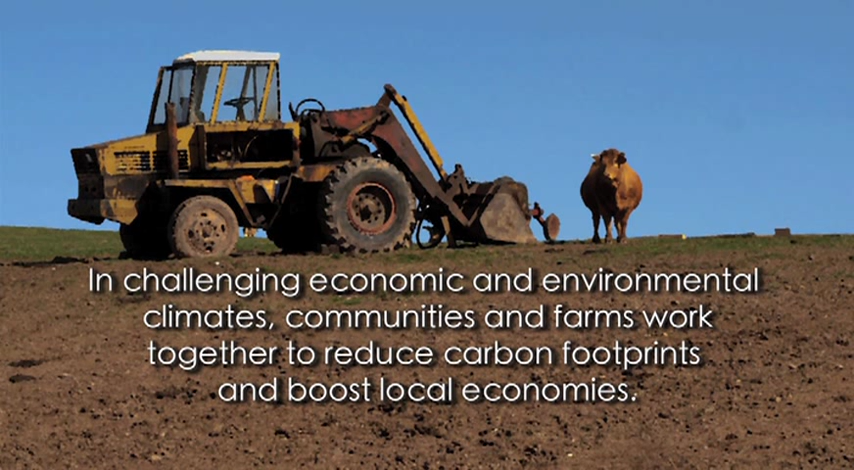 In challenging economic and environmental
climates, communities and farms work
together to reduce carbon footprints
and boost local economies.